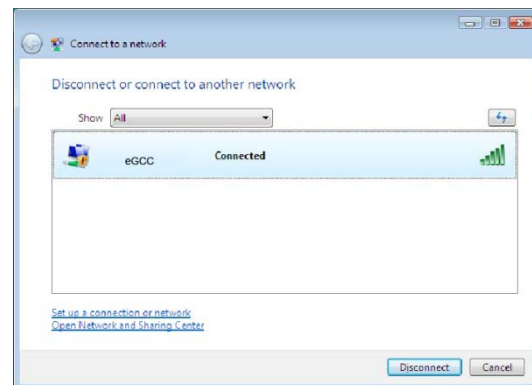 Connect to a network
Disconnect or connect to another network
Show All
eGCC Connected
Set up a connection or network
Open Network and Sharing Center
Disconnect Cancel